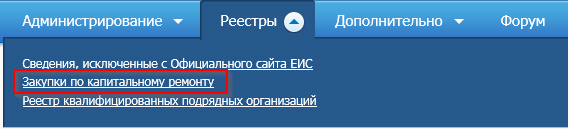 Администрирование Реестры Дополнительно Форум
Сведения, исключенные с Официального сайта ЕИС
Закупки по капитальному ремонту
Реестр квалифицированных подрядных организаций